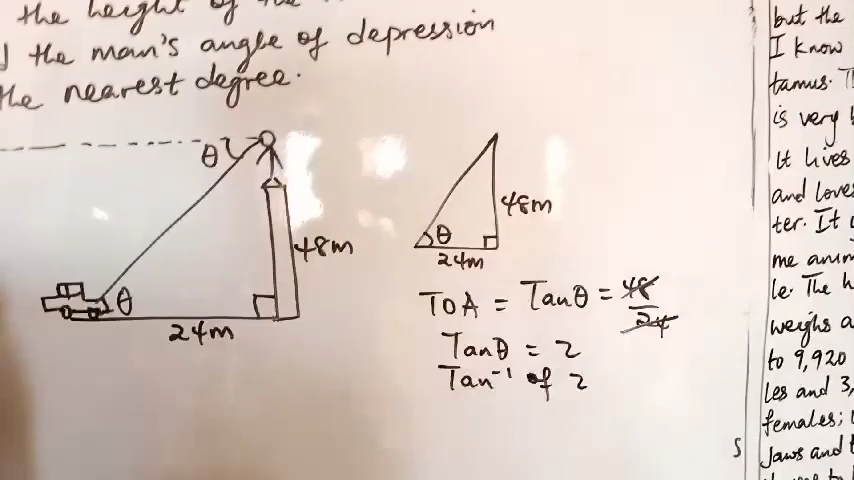 the height of the
the man's angle of depression
the nearest degree.
θ
48m
θ
24m
48m
θ
24m
TOA = Tanθ = 48
24
Tanθ = 2
Tan⁻¹ of 2
but the
I know
tamus.
is very
It lives
and loves
ter. It
me anim
le. The h
weighs a
to 9,920
les and 3,
females;
Jaws and t
s